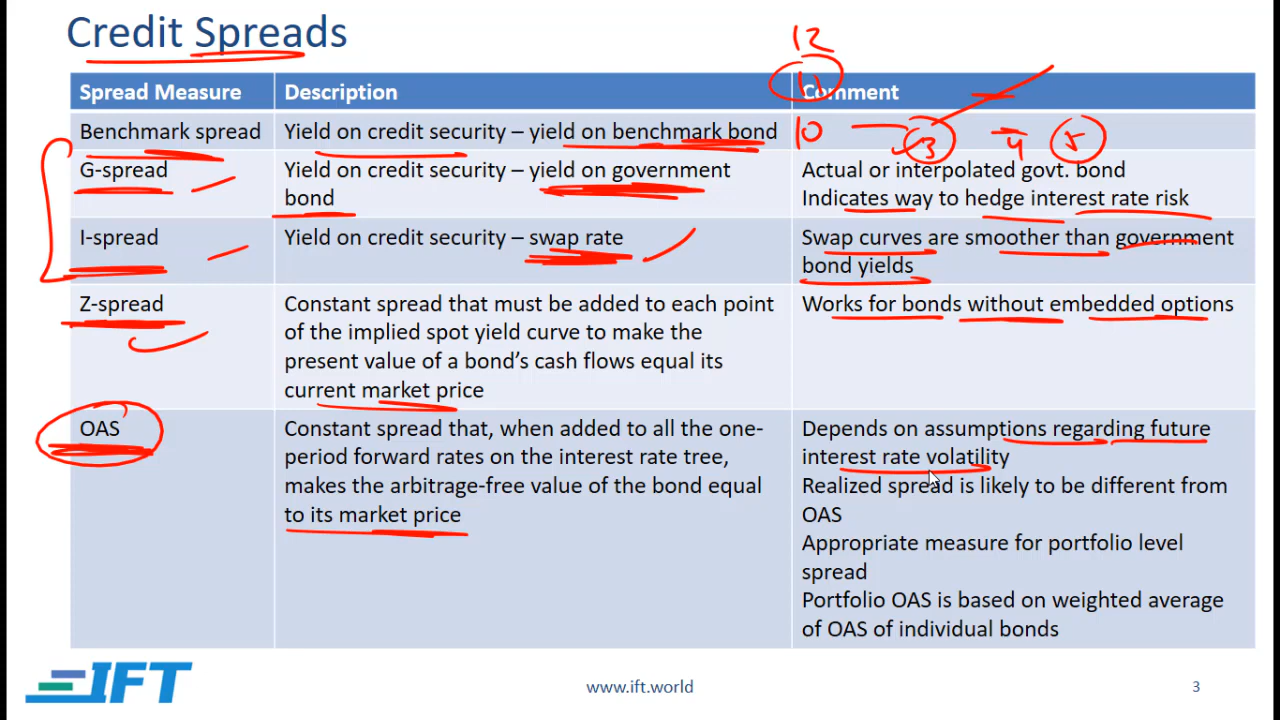 Credit Spreads
12
Spread Measure Description Comment
11
Benchmark spread Yield on credit security – yield on benchmark bond 10 3 4 5
G-spread Yield on credit security – yield on government Actual or interpolated govt. bond
bond Indicates way to hedge interest rate risk
I-spread Yield on credit security – swap rate Swap curves are smoother than government
bond yields
Z-spread Constant spread that must be added to each point Works for bonds without embedded options
of the implied spot yield curve to make the
present value of a bond's cash flows equal its
current market price
OAS Constant spread that, when added to all the one- Depends on assumptions regarding future
period forward rates on the interest rate tree, interest rate volatility
makes the arbitrage-free value of the bond equal Realized spread is likely to be different from
to its market price OAS
Appropriate measure for portfolio level
spread
Portfolio OAS is based on weighted average
of OAS of individual bonds
IFT www.ift.world 3